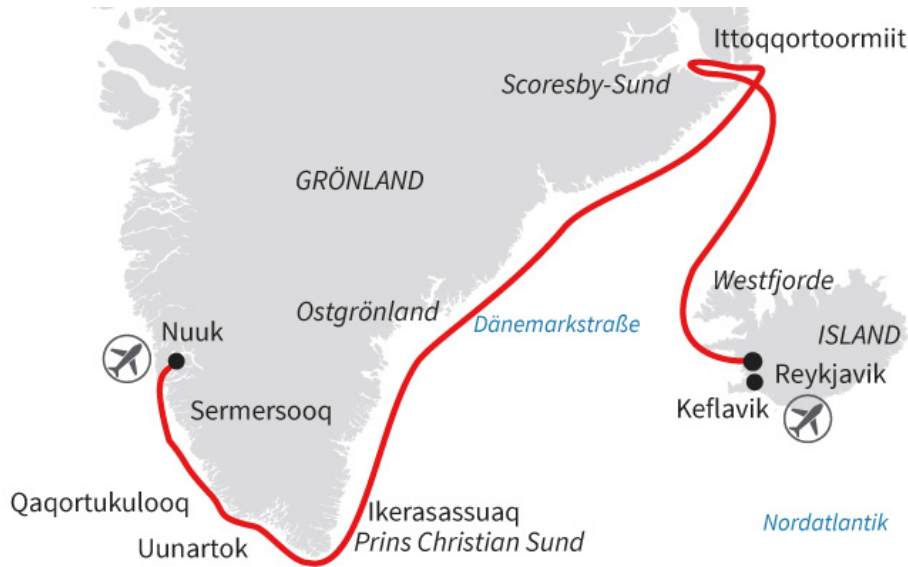 Ittoqqortoormiit
Scoresby-Sund
GRÖNLAND
Westfjorde
Ostgrönland
Dänemarkstraße
ISLAND
Nuuk
Reykjavik
Keflavik
Sermersooq
Qaqortukulooq
Ikerasassuaq
Prins Christian Sund
Nordatlantik
Uunartok